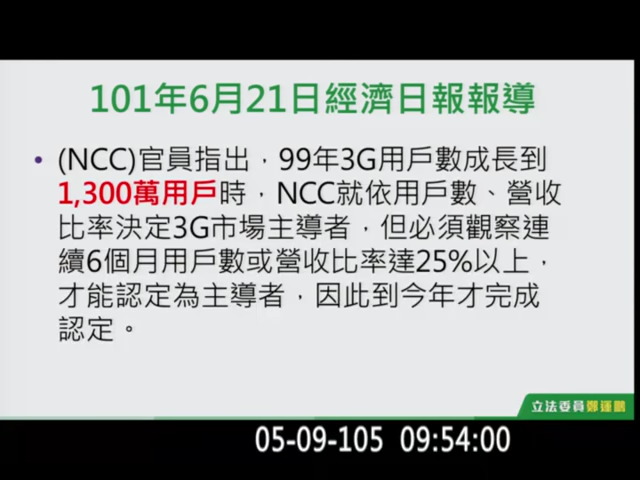 101年6月21日經濟日報報導
• (NCC)官員指出，99年3G用戶數成長到
1,300萬用戶時，NCC就依用戶數、營收
比率決定3G市場主導者，但必須觀察連
續6個月用戶數或營收比率達25%以上，
才能認定為主導者，因此到今年才完成
認定。
立法委員鄭運鵬
05-09-105 09:54:00